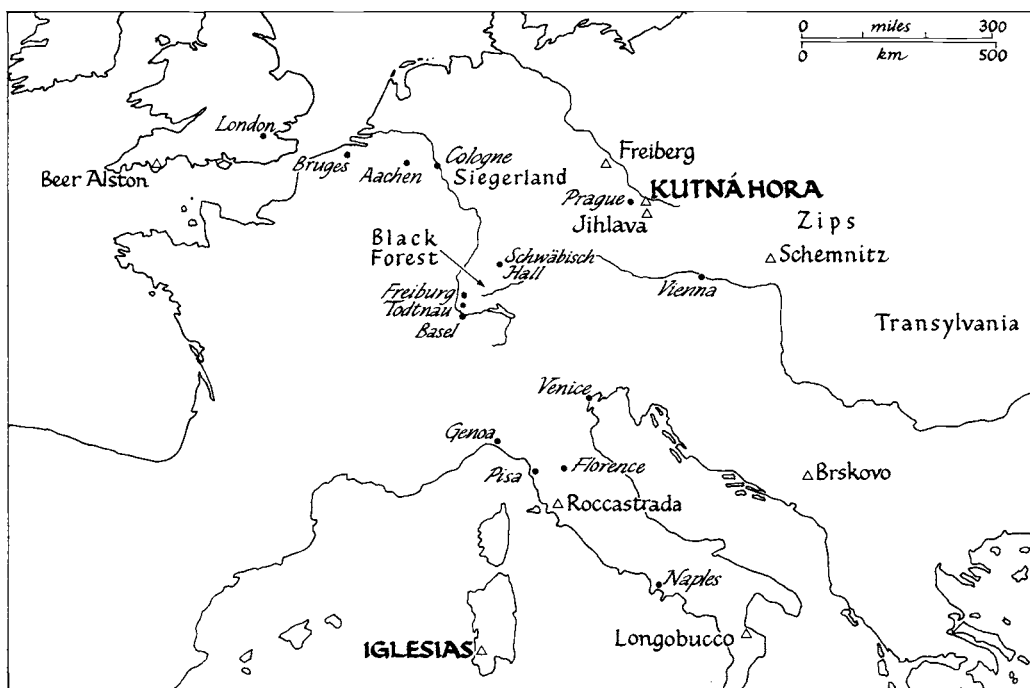 0 miles 300
0 km 500
London
Beer Alston
Bruges
Aachen
Cologne
Siegerland
Freiberg
Prague
KUTNÁ HORA
Jihlava
Zips
Schemnitz
Black
Forest
Schwäbisch
Hall
Freiburg
Todtnau
Basel
Vienna
Transylvania
Venice
Genoa
Pisa
Florence
Roccastrada
Brskovo
Naples
Longobucco
IGLESIAS